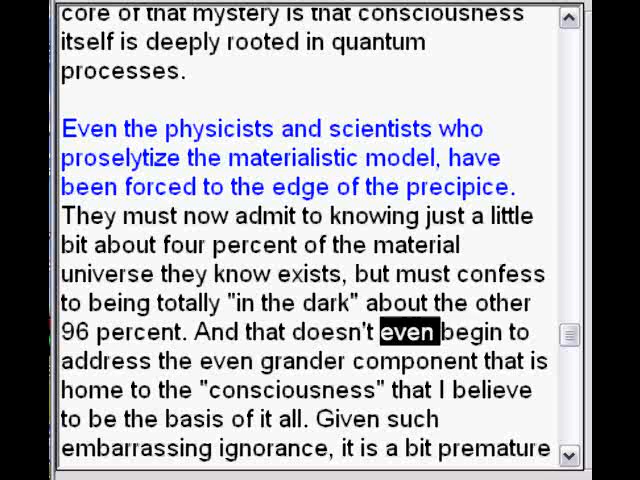 core of that mystery is that consciousness
itself is deeply rooted in quantum
processes.
Even the physicists and scientists who
proselytize the materialistic model, have
been forced to the edge of the precipice.
They must now admit to knowing just a little
bit about four percent of the material
universe they know exists, but must confess
to being totally "in the dark" about the other
96 percent. And that doesn't even begin to
address the even grander component that is
home to the "consciousness" that I believe
to be the basis of it all. Given such
embarrassing ignorance, it is a bit premature